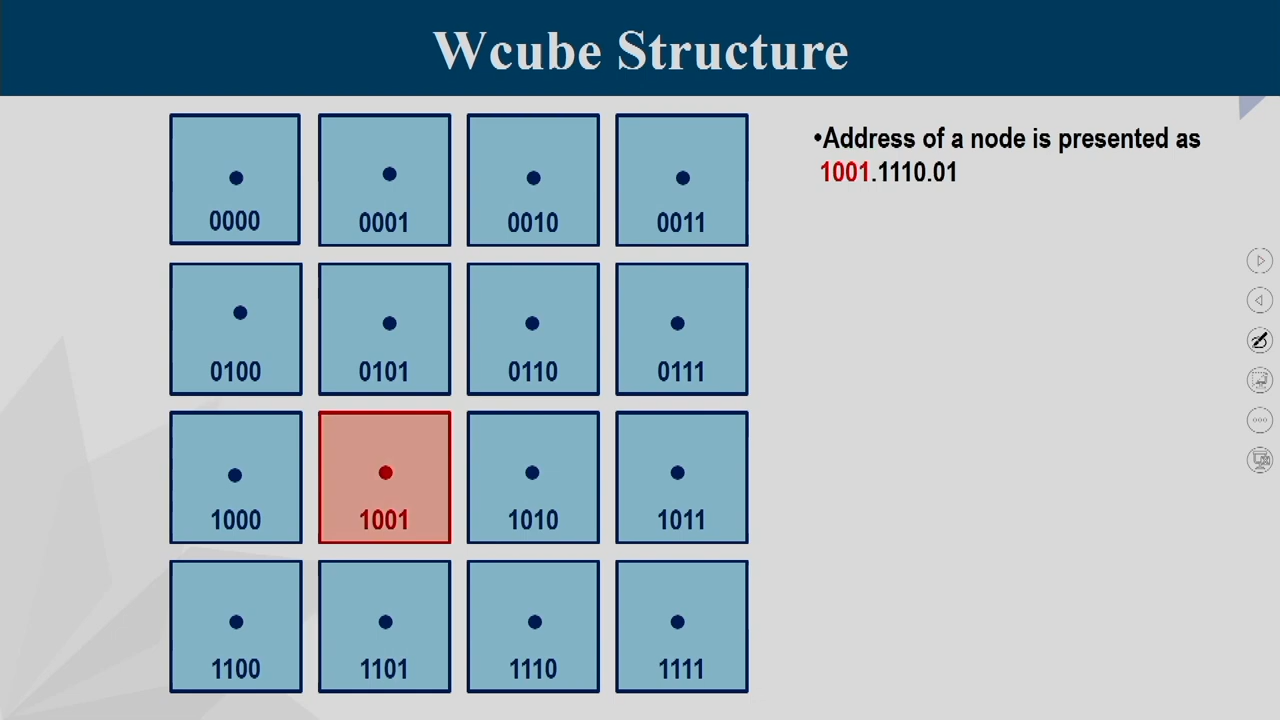 Wcube Structure
•Address of a node is presented as
1001.1110.01
0000 0001 0010 0011
0100 0101 0110 0111
1000 1001 1010 1011
1100 1101 1110 1111